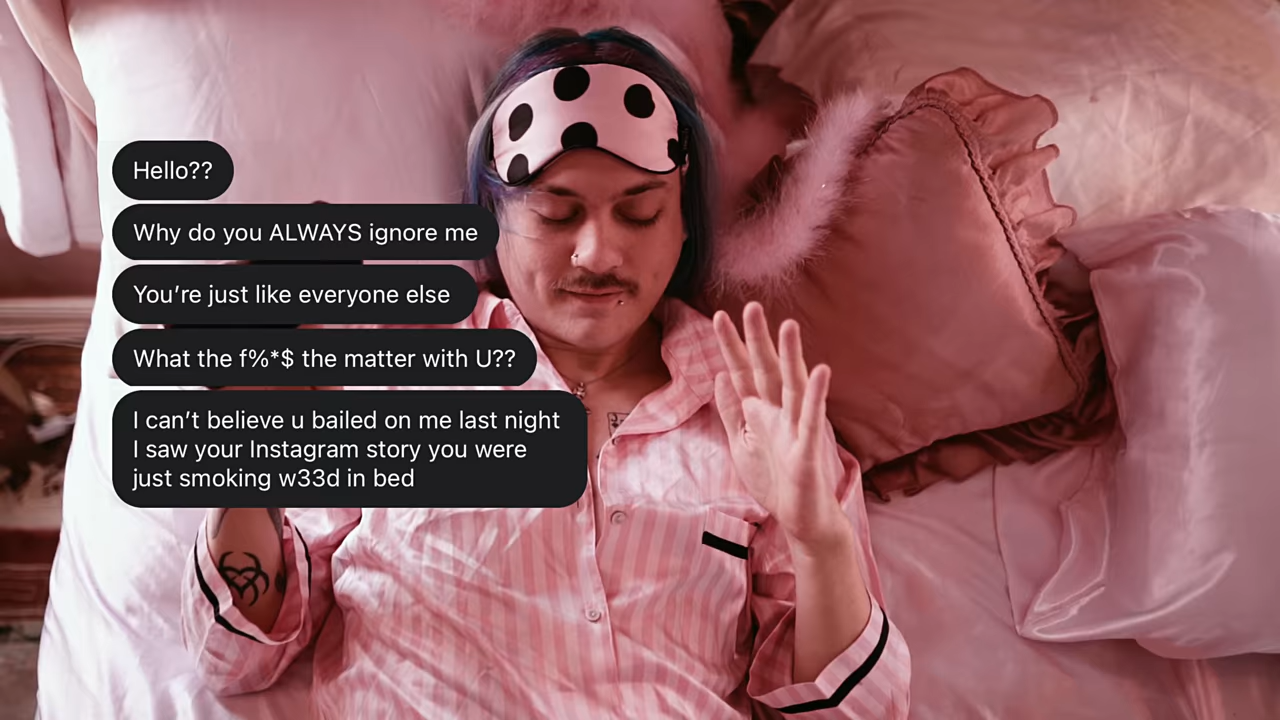 Hello??
Why do you ALWAYS ignore me
You’re just like everyone else
What the f%*$ the matter with U??
I can’t believe u bailed on me last night
I saw your Instagram story you were
just smoking w33d in bed